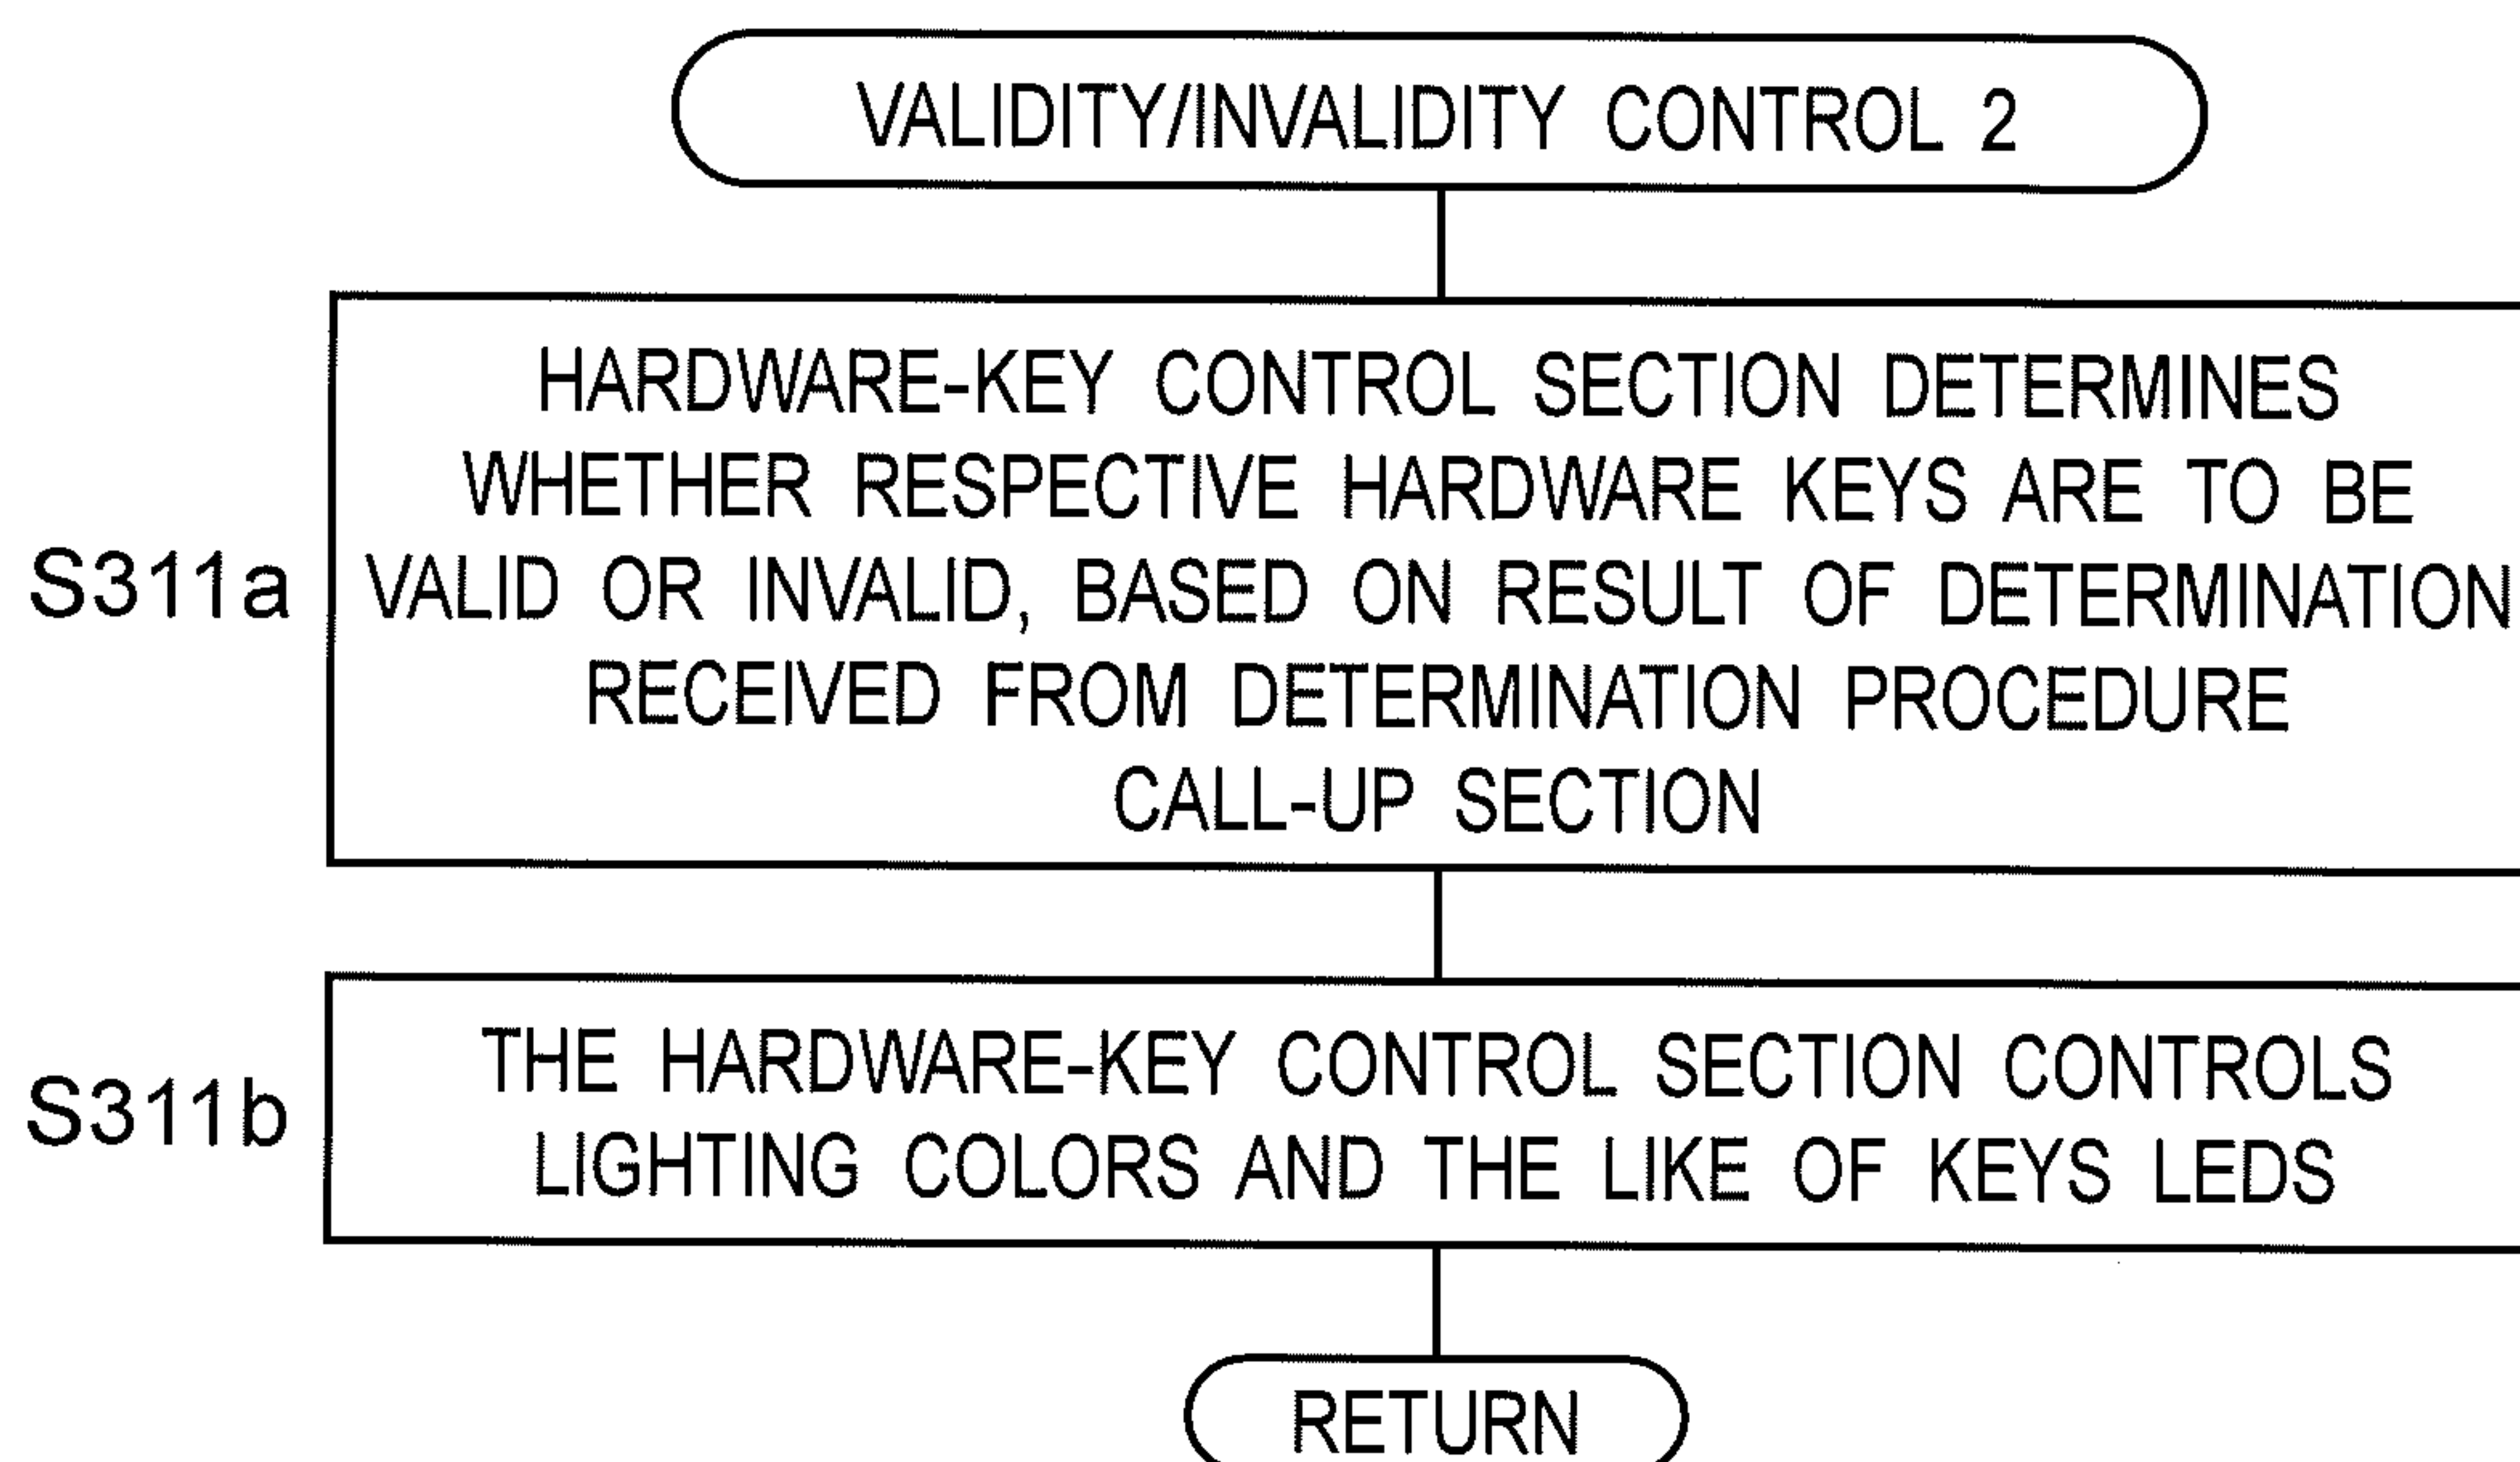 VALIDITY/INVALIDITY CONTROL 2
HARDWARE-KEY CONTROL SECTION DETERMINES
WHETHER RESPECTIVE HARDWARE KEYS ARE TO BE
S311a
VALID OR INVALID, BASED ON RESULT OF DETERMINATION
RECEIVED FROM DETERMINATION PROCEDURE
CALL-UP SECTION
S311b
THE HARDWARE-KEY CONTROL SECTION CONTROLS
LIGHTING COLORS AND THE LIKE OF KEYS LEDS
RETURN